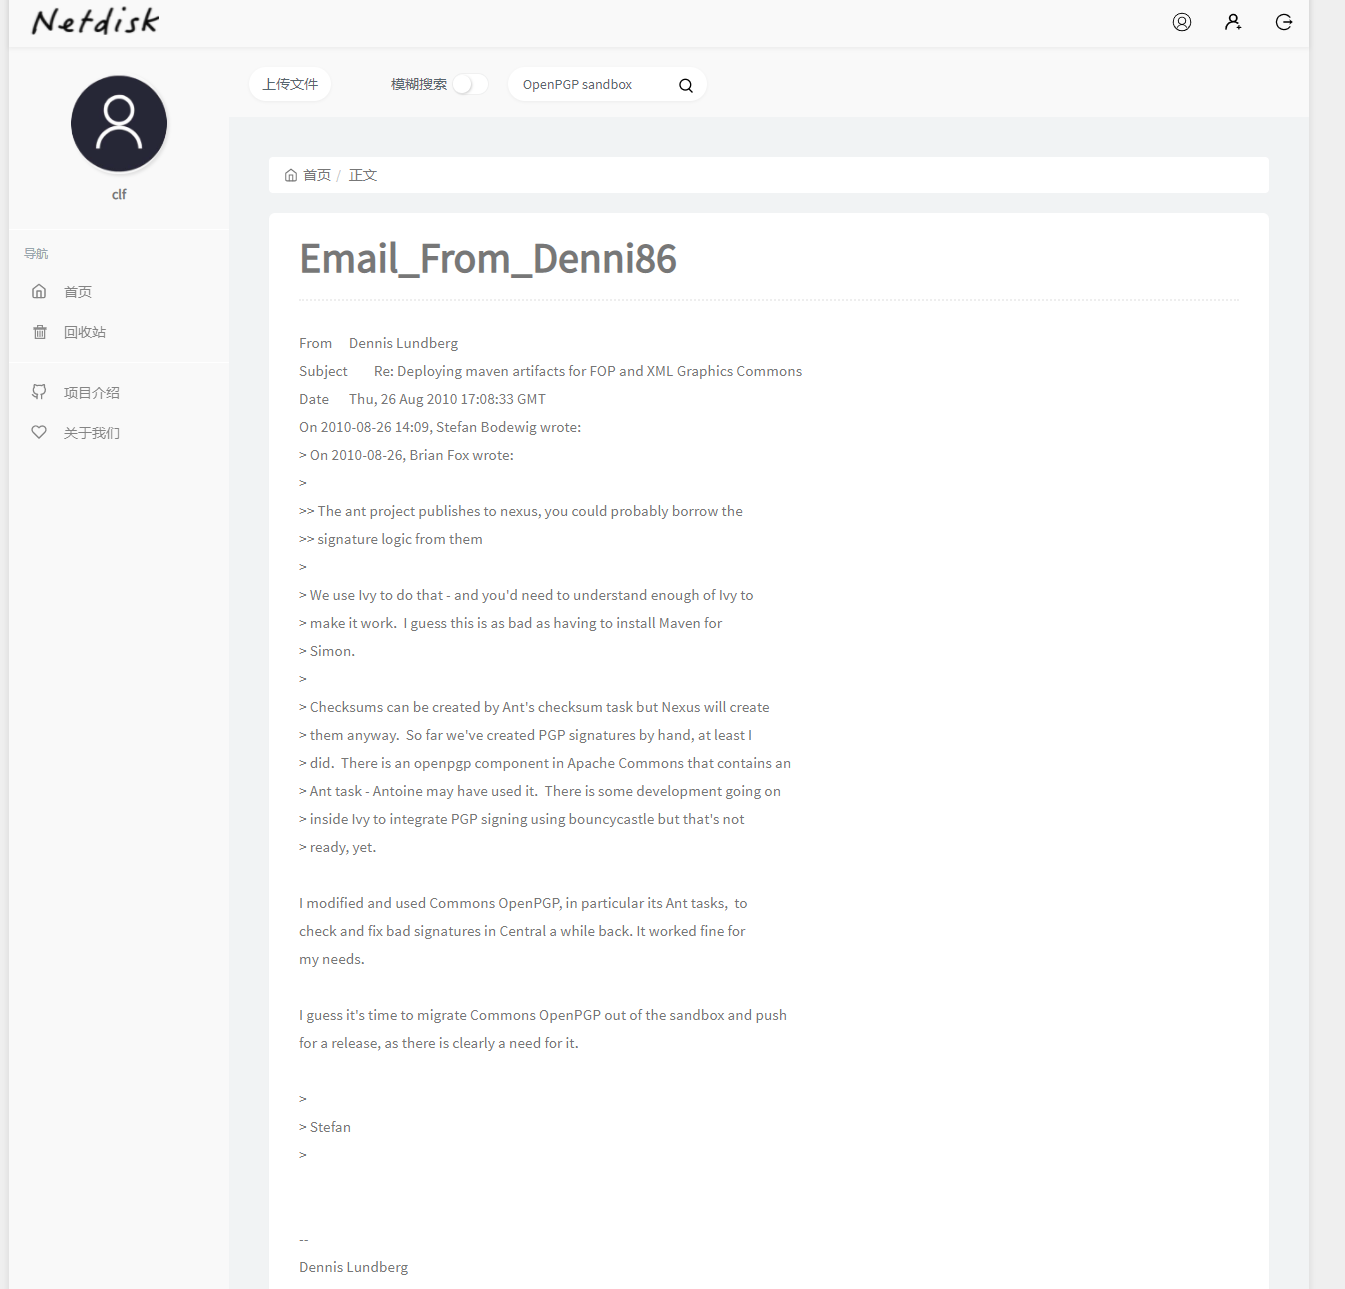 Netdisk
上传文件
模糊搜索
OpenPGP sandbox
clf
导航
首页
回收站
项目介绍
关于我们
首页 / 正文
Email_From_Denni86
From Dennis Lundberg
Subject Re: Deploying maven artifacts for FOP and XML Graphics Commons
Date Thu, 26 Aug 2010 17:08:33 GMT
On 2010-08-26 14:09, Stefan Bodewig wrote:
> On 2010-08-26, Brian Fox wrote:
>
>> The ant project publishes to nexus, you could probably borrow the
>> signature logic from them
>
> We use Ivy to do that - and you'd need to understand enough of Ivy to
> make it work.  I guess this is as bad as having to install Maven for
> Simon.
>
> Checksums can be created by Ant's checksum task but Nexus will create
> them anyway.  So far we've created PGP signatures by hand, at least I
> did.  There is an openpgp component in Apache Commons that contains an
> Ant task - Antoine may have used it.  There is some development going on
> inside Ivy to integrate PGP signing using bouncycastle but that's not
> ready, yet.
I modified and used Commons OpenPGP, in particular its Ant tasks,  to
check and fix bad signatures in Central a while back. It worked fine for
my needs.
I guess it's time to migrate Commons OpenPGP out of the sandbox and push
for a release, as there is clearly a need for it.
>
> Stefan
>
--
Dennis Lundberg